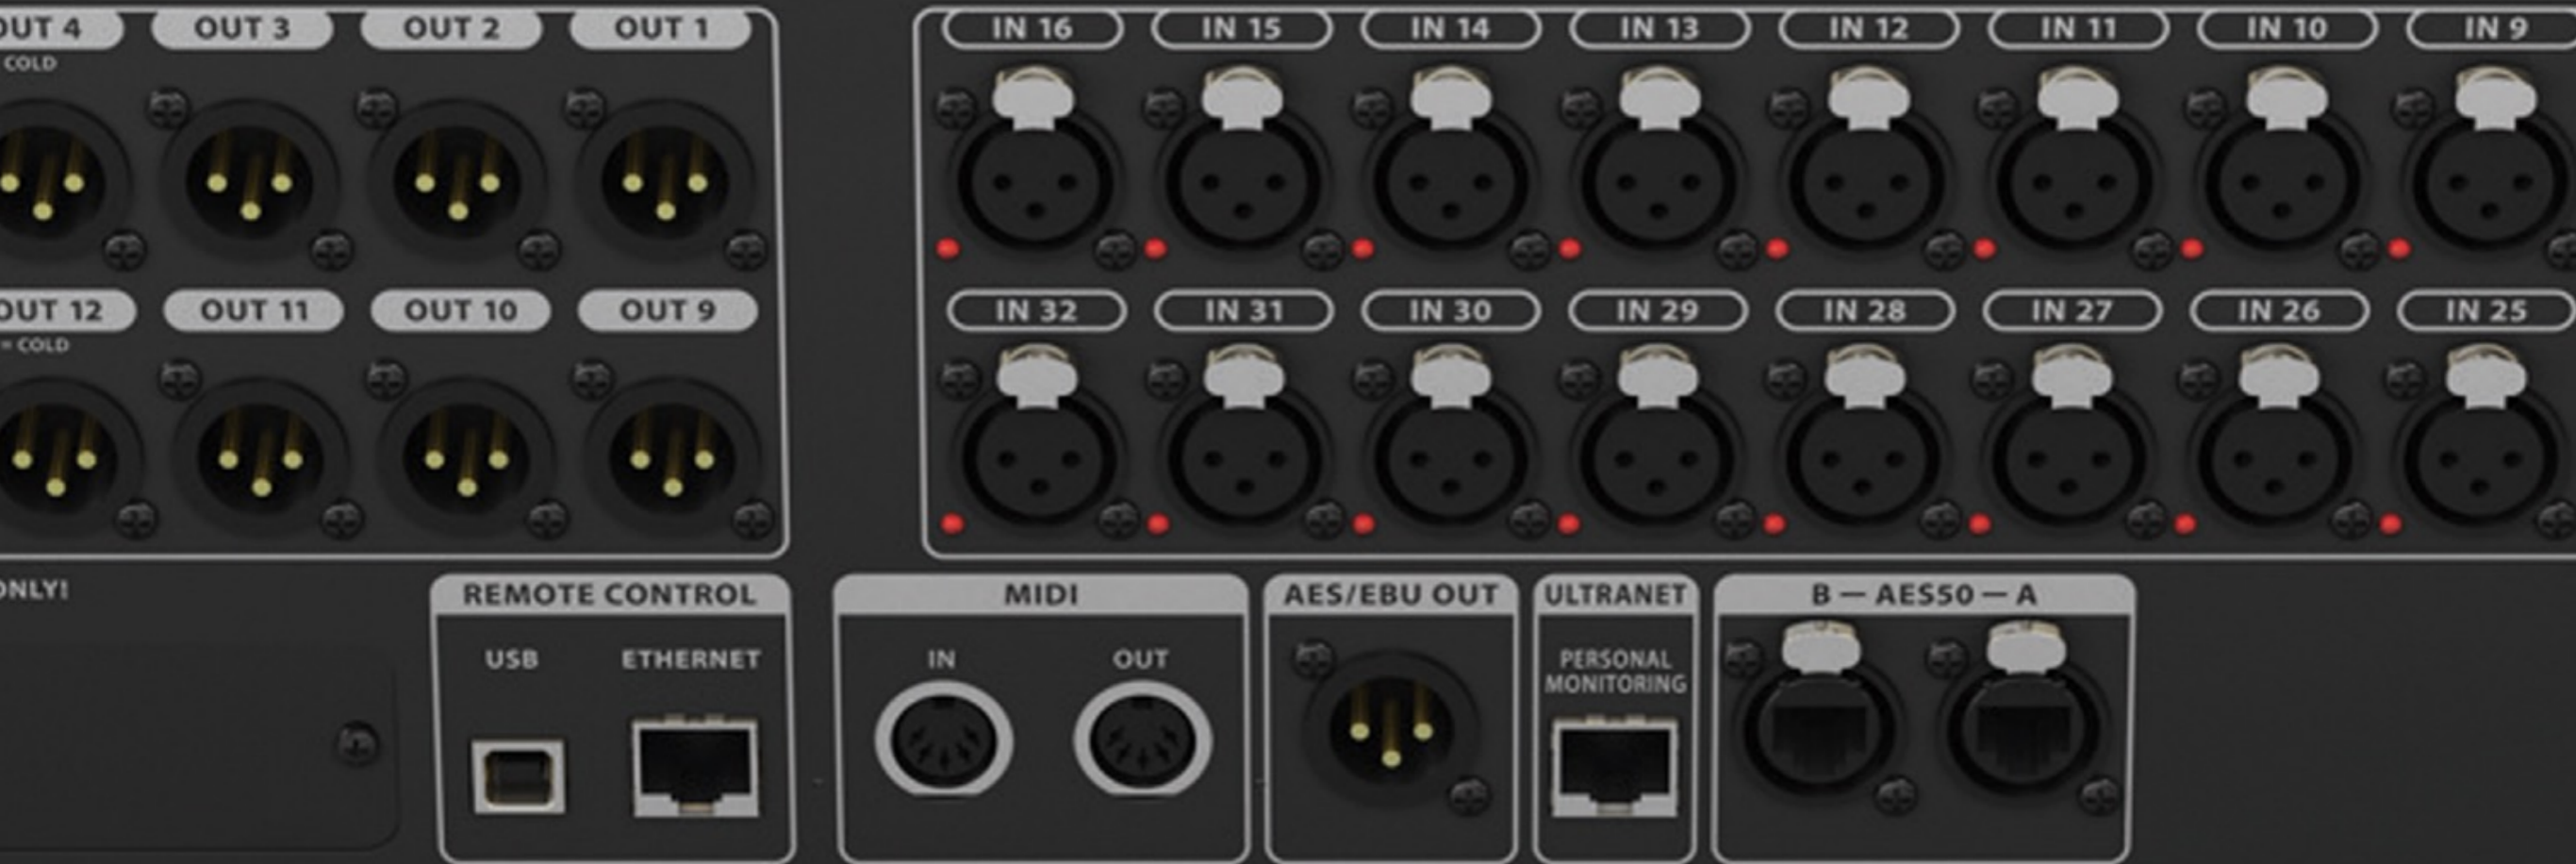 OUT 4 OUT 3 OUT 2 OUT 1 IN 16 IN 15 IN 14 IN 13 IN 12 IN 11 IN 10 IN 9
COLD
OUT 12 OUT 11 OUT 10 OUT 9 IN 32 IN 31 IN 30 IN 29 IN 28 IN 27 IN 26 IN 25
= COLD
ONLY!
REMOTE CONTROL
USB ETHERNET
MIDI
IN OUT
AES/EBU OUT
ULTRANET
PERSONAL
MONITORING
B — AES50 — A